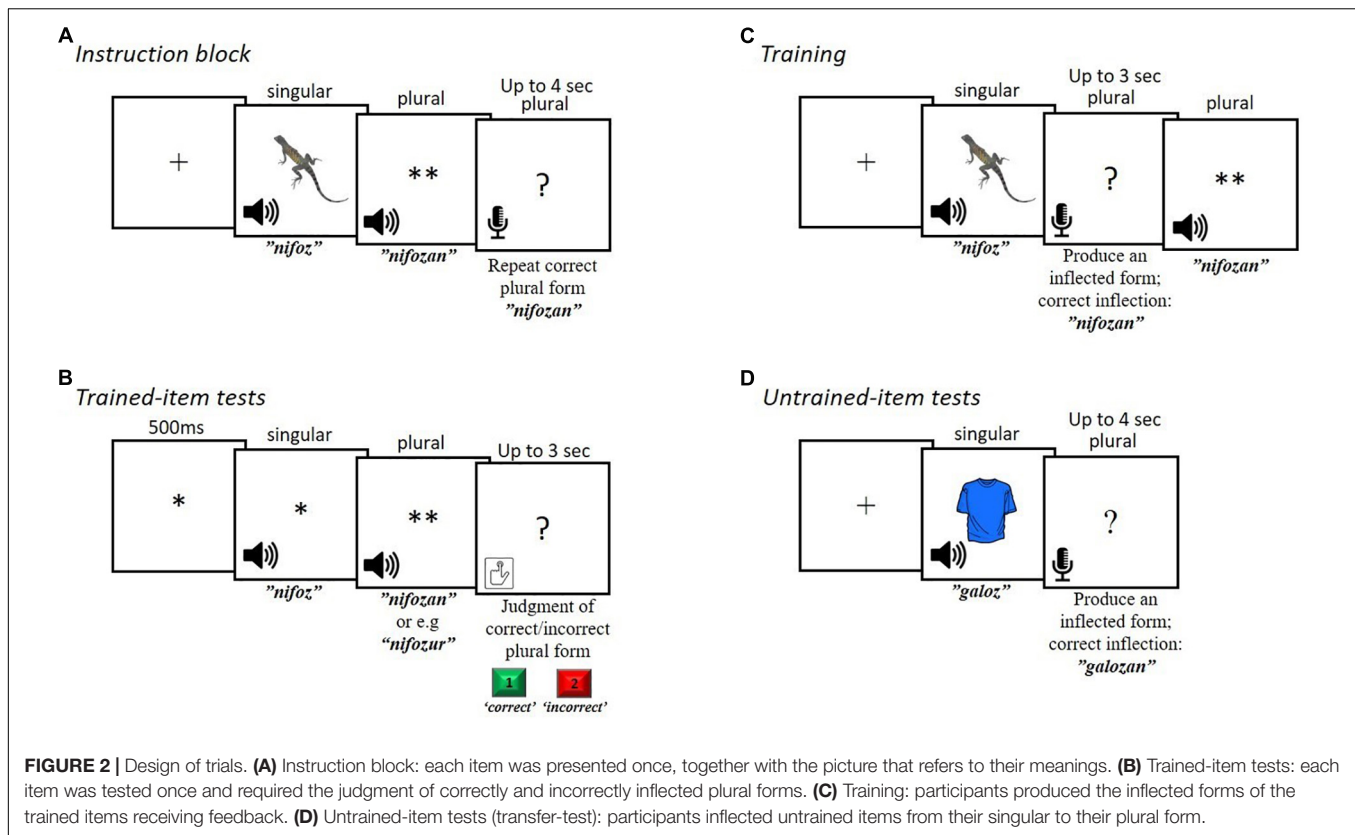 A
Instruction block
singular
plural
Up to 4 sec
plural
+
**
?
"nifoz"
"nifozan"
Repeat correct
plural form
"nifozan"
C
Training
singular
Up to 3 sec
plural
plural
+
?
**
"nifoz"
Produce an
inflected form;
correct inflection:
"nifozan"
"nifozan"
B
Trained-item tests
500ms
singular
plural
Up to 3 sec
*
*
**
?
"nifoz"
"nifozan"
or e.g
"nifozur"
Judgment of
correct/incorrect
plural form
1 2
'correct' 'incorrect'
D
Untrained-item tests
singular
Up to 4 sec
plural
+
?
"galoz"
Produce an
inflected form;
correct inflection:
"galozan"
FIGURE 2 | Design of trials. (A) Instruction block: each item was presented once, together with the picture that refers to their meanings. (B) Trained-item tests: each
item was tested once and required the judgment of correctly and incorrectly inflected plural forms. (C) Training: participants produced the inflected forms of the
trained items receiving feedback. (D) Untrained-item tests (transfer-test): participants inflected untrained items from their singular to their plural form.